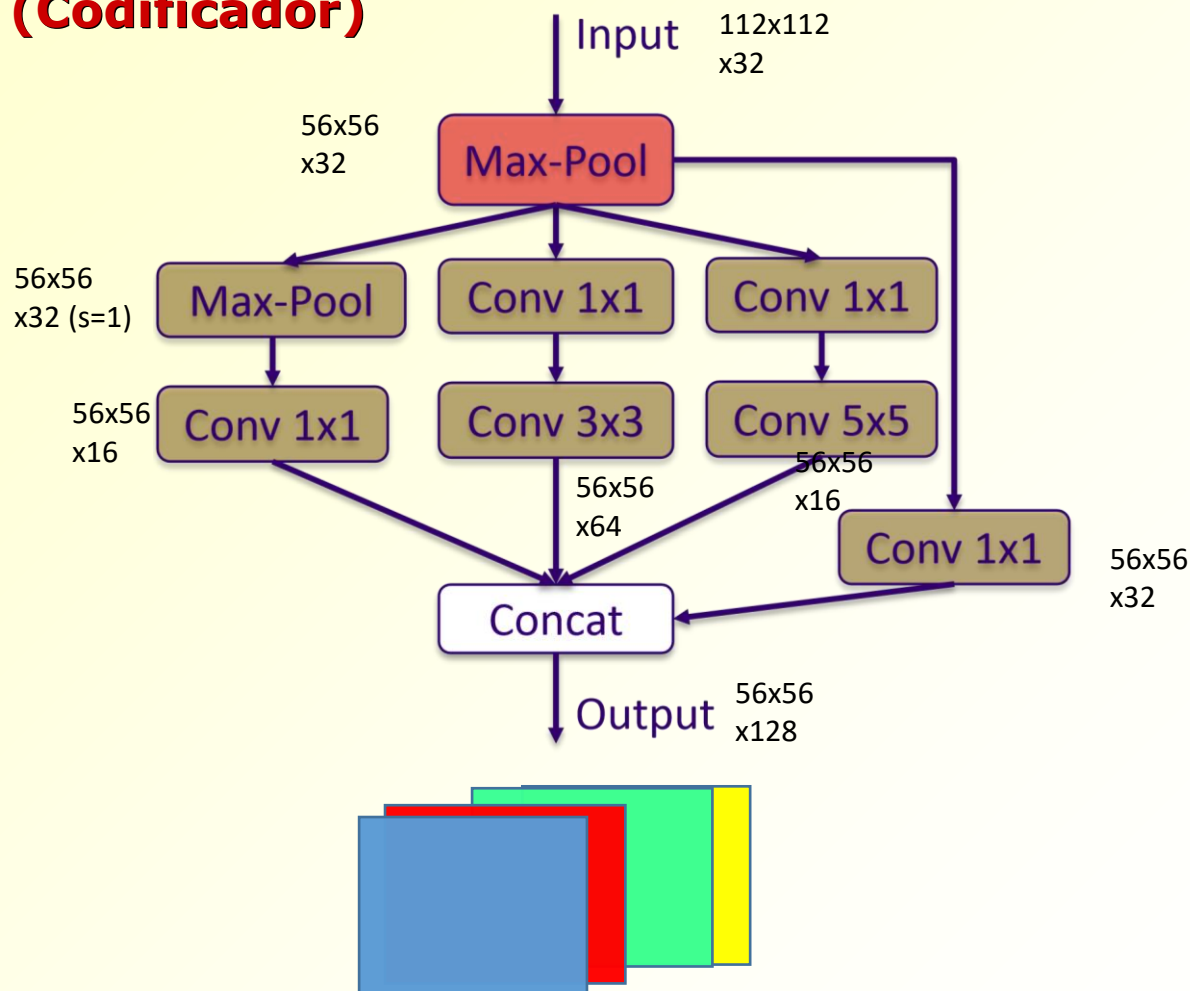 (Codificador)
Input
112x112
x32
56x56
x32
Max-Pool
56x56
x32 (s=1)
Max-Pool
Conv 1x1
Conv 1x1
56x56
x16
Conv 1x1
Conv 3x3
Conv 5x5
56x56
x64
56x56
x16
Conv 1x1
56x56
x32
Concat
Output
56x56
x128